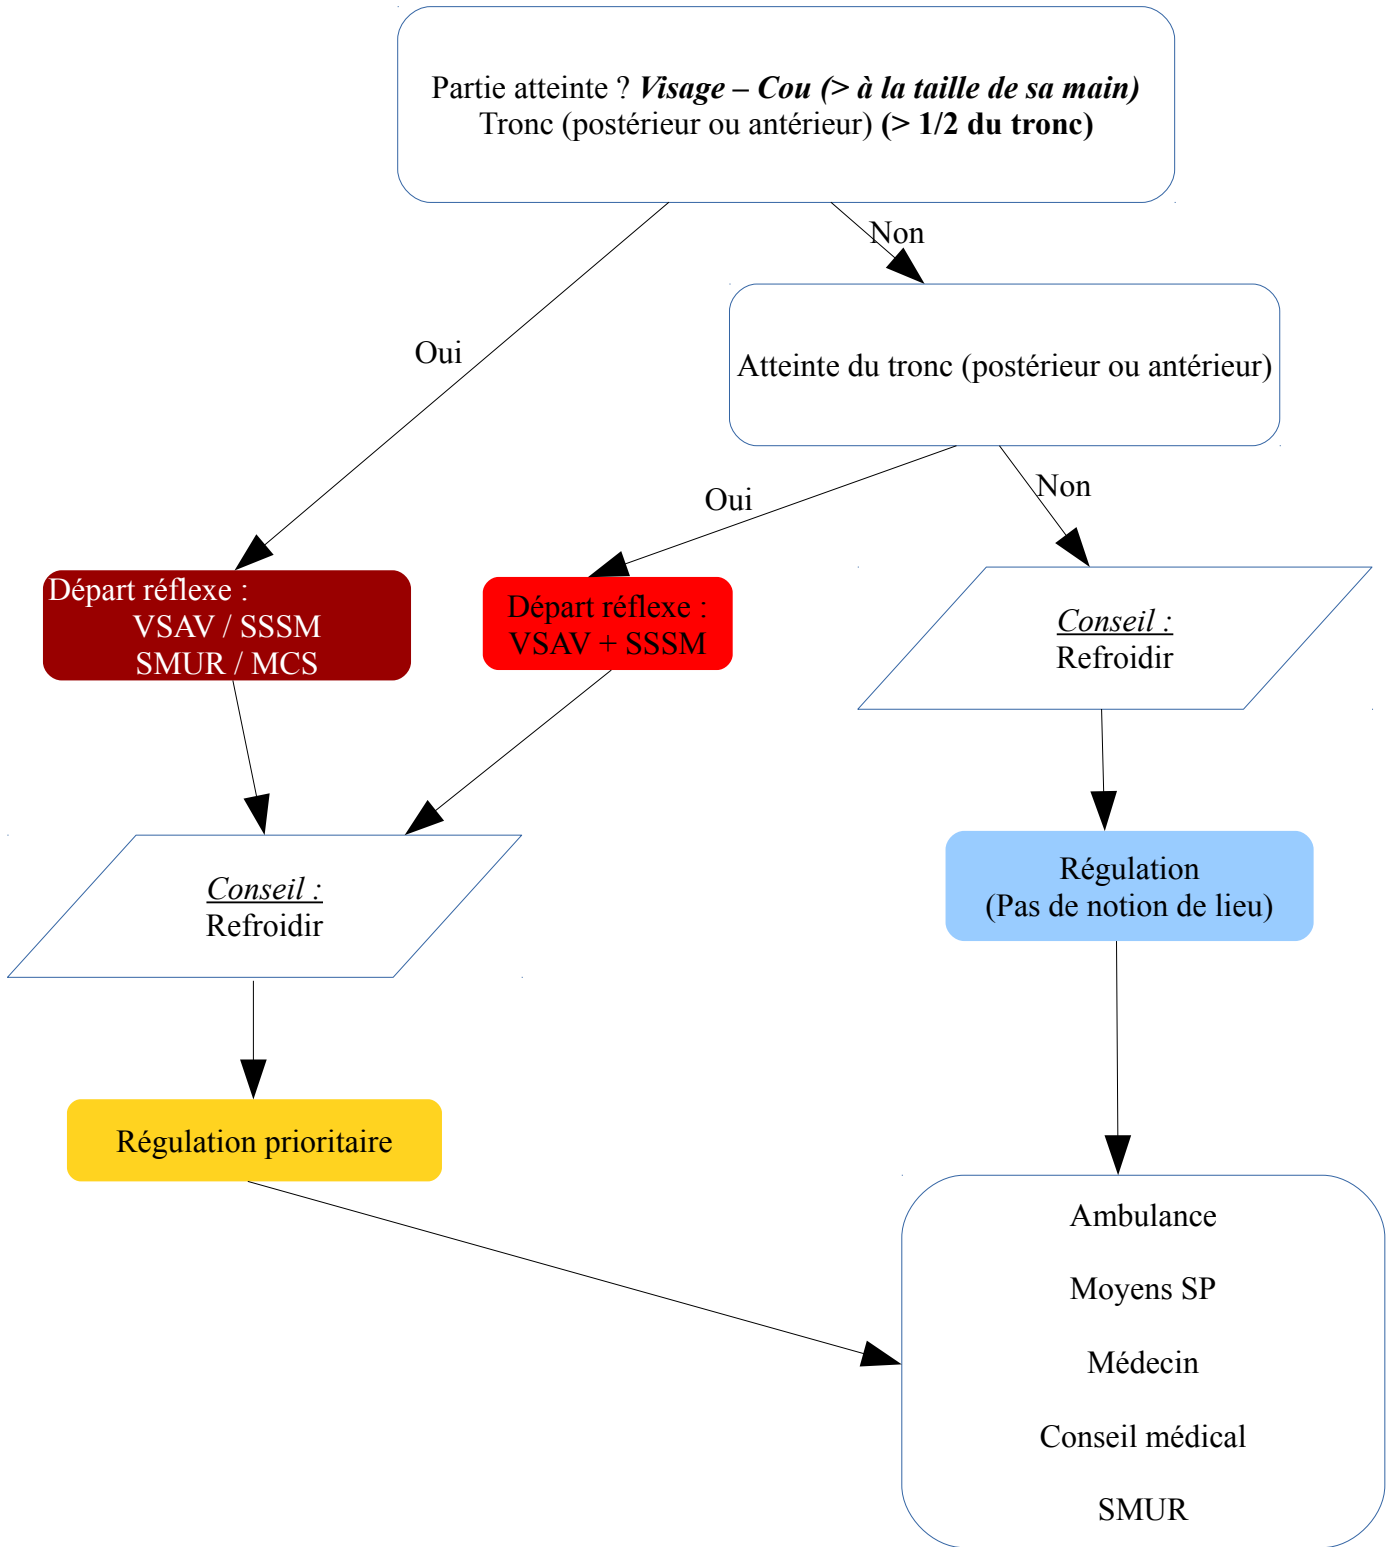 Partie atteinte ? Visage – Cou (> à la taille de sa main)
Tronc (postérieur ou antérieur) (> 1/2 du tronc)
Non
Oui
Atteinte du tronc (postérieur ou antérieur)
Oui
Non
Départ réflexe :
VSAV / SSSM
SMUR / MCS
Départ réflexe :
VSAV + SSSM
Conseil :
Refroidir
Conseil :
Refroidir
Régulation
(Pas de notion de lieu)
Régulation prioritaire
Ambulance
Moyens SP
Médecin
Conseil médical
SMUR